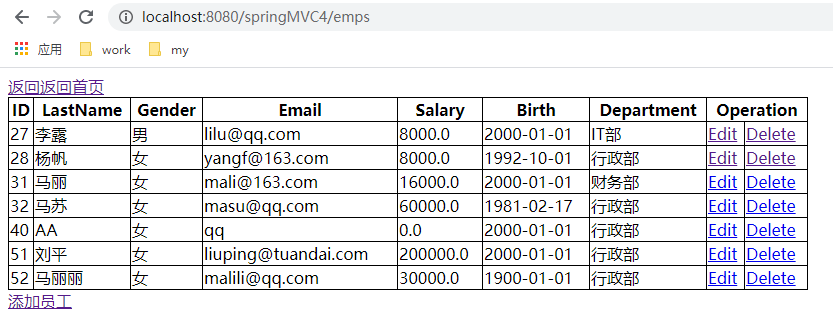 localhost:8080/springMVC4/emps
应用 work my
返回返回首页
ID LastName Gender Email Salary Birth Department Operation
27 李露 男 lilu@qq.com 8000.0 2000-01-01 IT部 Edit Delete
28 杨帆 女 yangf@163.com 8000.0 1992-10-01 行政部 Edit Delete
31 马丽 女 mali@163.com 16000.0 2000-01-01 财务部 Edit Delete
32 马苏 女 masu@qq.com 60000.0 1981-02-17 行政部 Edit Delete
40 AA 女 qq 0.0 2000-01-01 行政部 Edit Delete
51 刘平 女 liuping@tuandai.com 200000.0 2000-01-01 行政部 Edit Delete
52 马丽丽 女 malili@qq.com 30000.0 1900-01-01 行政部 Edit Delete
添加员工